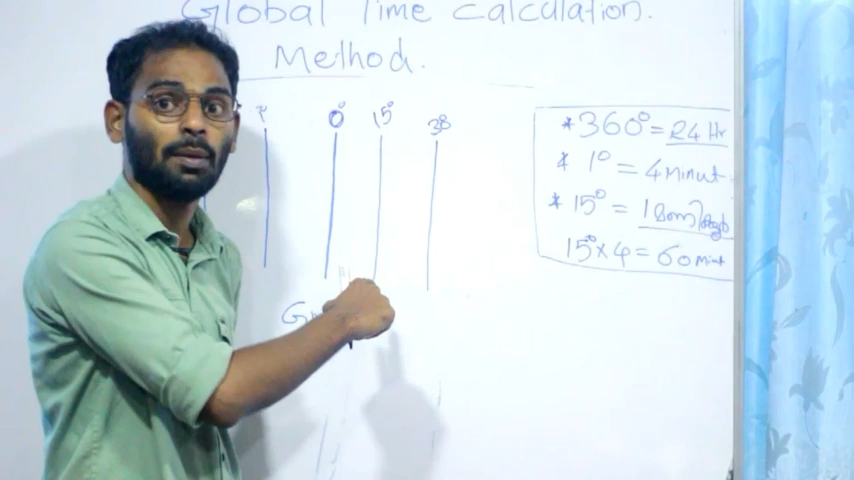 Global Time calculation.
Method.
0° 15° 30
*360°= 24 Hr
* 1° = 4 Minut
* 15° = 1
15°×4 = 60 Mint